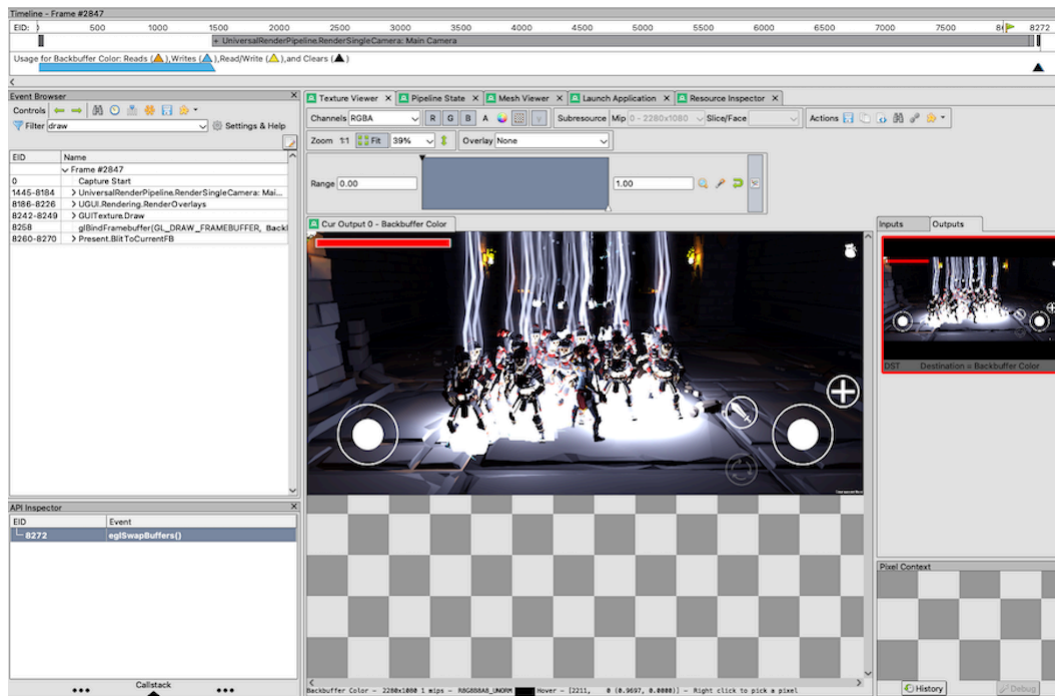 Timeline - Frame #2847
EID: 0 500 1000 1500 2000 2500 3000 3500 4000 4500 5000 5500 6000 6500 7000 7500 8272
+ UniversalRenderPipeline.RenderSingleCamera: Main Camera
Usage for Backbuffer Color: Reads ( ), Writes ( ), Read/Write ( ), and Clears ( )
Event Browser
Controls
Filter draw Settings & Help
EID Name
Frame #2847
0 Capture Start
1445-8184 UniversalRenderPipeline.RenderSingleCamera: Mai...
8186-8226 UGUI.Rendering.RenderOverlays
8242-8249 GUITexture.Draw
8258 glBindFramebuffer(GL_DRAW_FRAMEBUFFER, Backl
8260-8270 Present.BlitToCurrentFB
API Inspector
EID Event
8272 eglSwapBuffers()
Callstack
Texture Viewer Pipeline State Mesh Viewer Launch Application Resource Inspector
Channels RGBA R G B A Subresource Mip 0 - 2280x1080 Slice/Face Actions
Zoom 1:1 Fit 39% Overlay None
Range 0.00 1.00
Cur Output 0 - Backbuffer Color
Inputs Outputs
DST Destination = Backbuffer Color
Pixel Context
History Debug
Backbuffer Color - 2280x1080 1 mips - R8G8B8A8_UNORM Hover - [2211, 0 (0.9697, 0.0000)] - Right click to pick a pixel